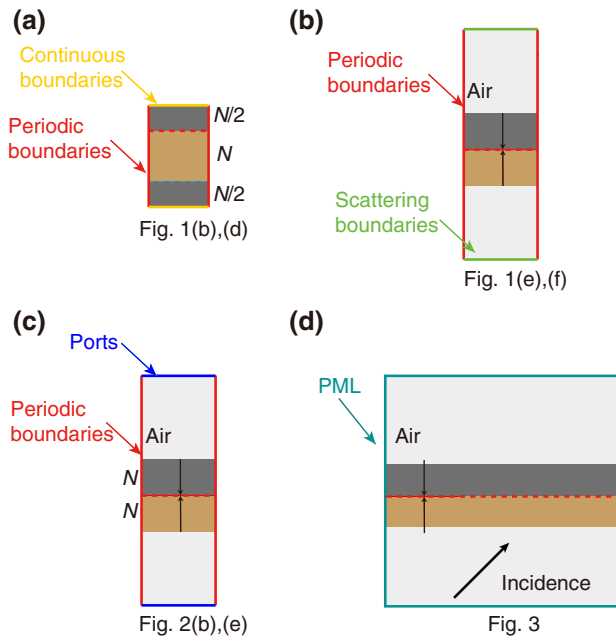 (a)
Continuous
boundaries
Periodic
boundaries
N/2
N
N/2
Fig. 1(b),(d)
(b)
Periodic
boundaries
Air
Scattering
boundaries
Fig. 1(e),(f)
(c)
Ports
Periodic
boundaries
Air
N
N
Fig. 2(b),(e)
(d)
PML
Air
Incidence
Fig. 3